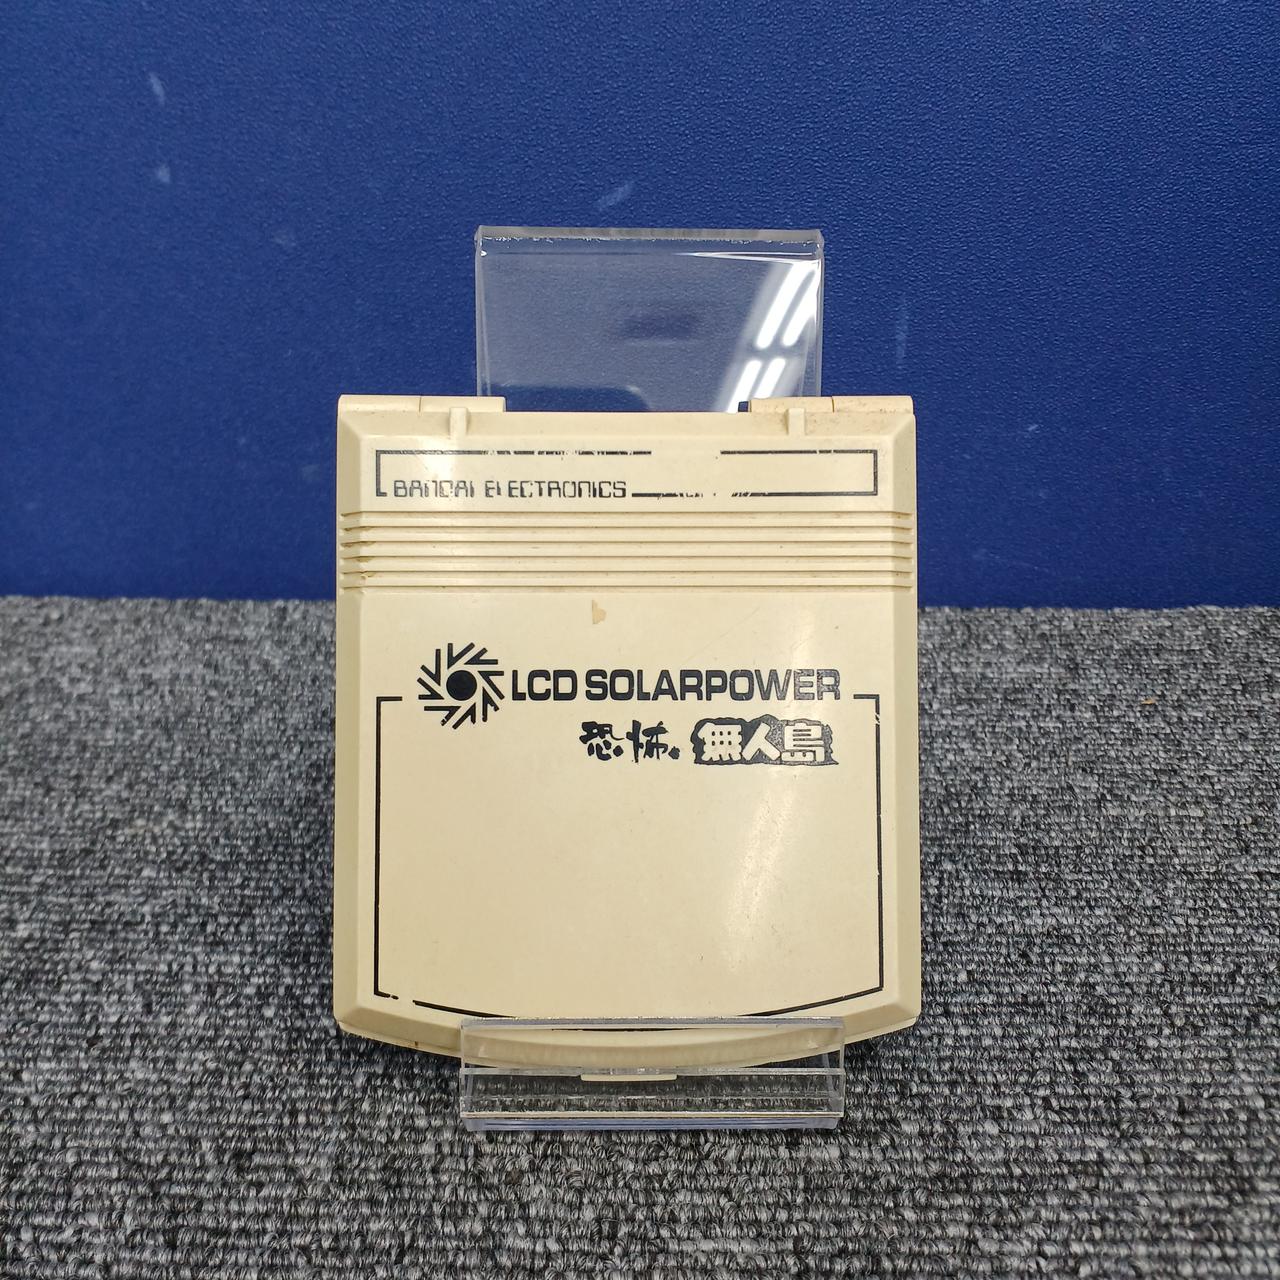 BANDAI ELECTRONICS
LCD SOLARPOWER
恐怖の無人島